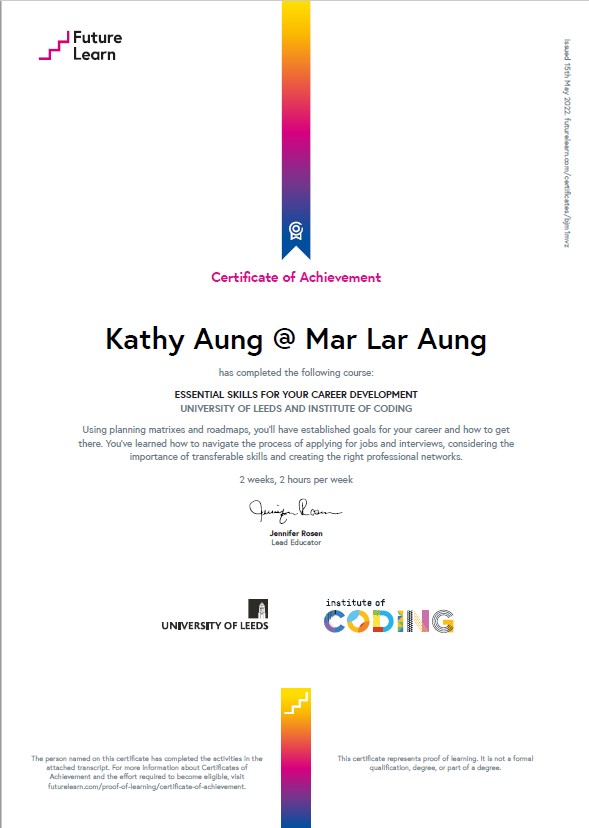 Future
Learn
Issued 15th May 2022. futurelearn.com/certificates/bjm1mvz
Certificate of Achievement
Kathy Aung @ Mar Lar Aung
has completed the following course:
ESSENTIAL SKILLS FOR YOUR CAREER DEVELOPMENT
UNIVERSITY OF LEEDS AND INSTITUTE OF CODING
Using planning matrixes and roadmaps, you'll have established goals for your career and how to get
there. You've learned how to navigate the process of applying for jobs and interviews, considering the
importance of transferable skills and creating the right professional networks.
2 weeks, 2 hours per week
Jennifer Rosen
Jennifer Rosen
Lead Educator
UNIVERSITY OF LEEDS
institute of
CODING
The person named on this certificate has completed the activities in the
attached transcript. For more information about Certificates of
Achievement and the effort required to become eligible, visit
futurelearn.com/proof-of-learning/certificate-of-achievement.
This certificate represents proof of learning. It is not a formal
qualification, degree, or part of a degree.